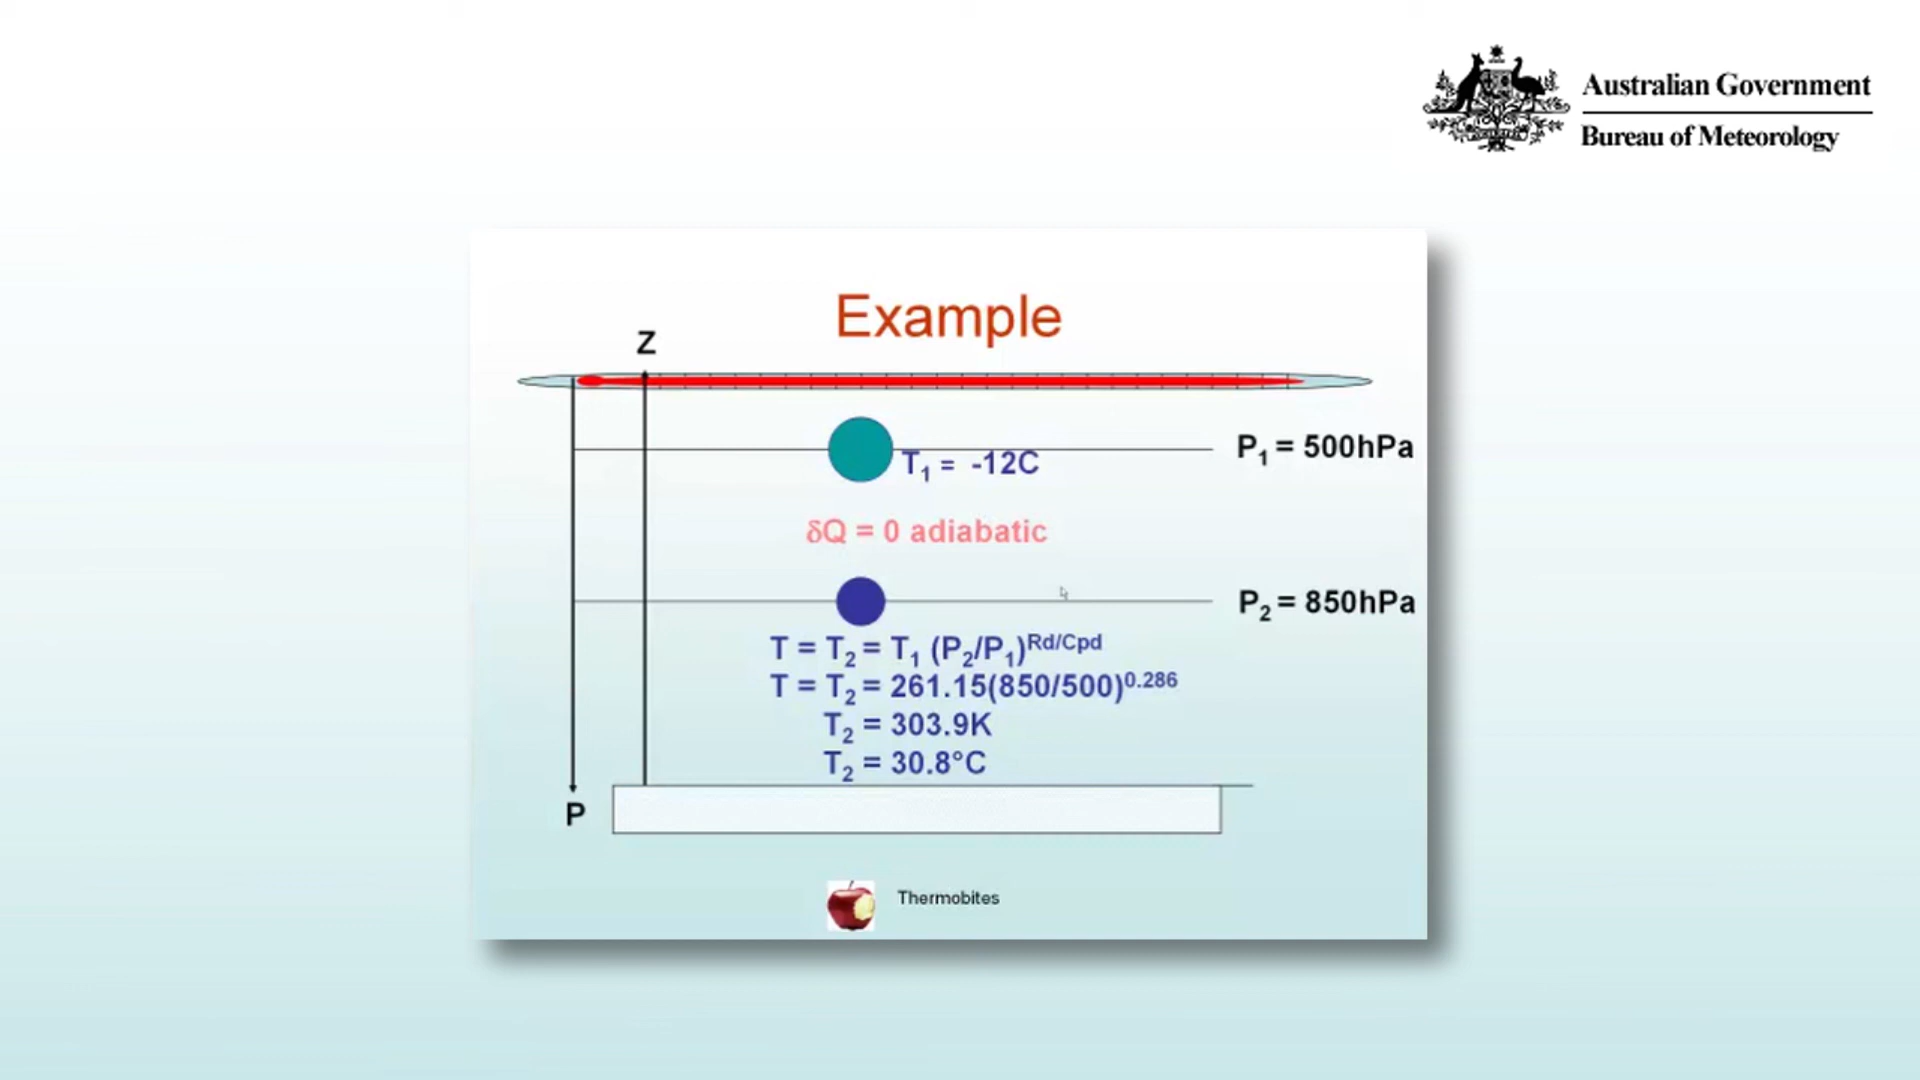 Australian Government
Bureau of Meteorology
Example
Z
P₁ = 500hPa
T₁ = -12C
δQ = 0 adiabatic
P₂ = 850hPa
T = T₂ = T₁ (P₂/P₁)^Rd/Cpd
T = T₂ = 261.15(850/500)^0.286
T₂ = 303.9K
T₂ = 30.8°C
P
Thermobites